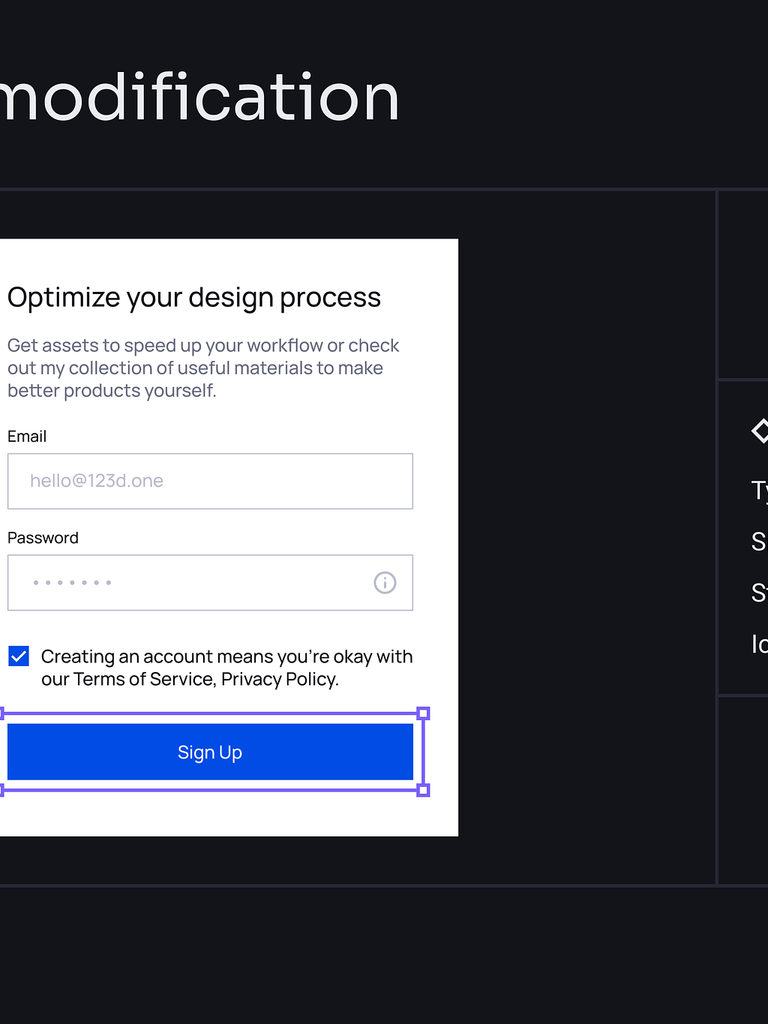 modification
Optimize your design process
Get assets to speed up your workflow or check
out my collection of useful materials to make
better products yourself.
Email
hello@123d.one
Password
Creating an account means you're okay with
our Terms of Service, Privacy Policy.
Sign Up